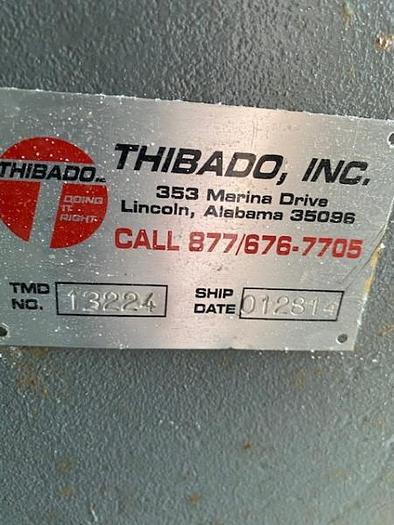 THIBADO INC
DOING
IT
RIGHT
THIBADO, INC.
353 Marina Drive
Lincoln, Alabama 35096
CALL 877/676-7705
TMD NO. 13224
SHIP DATE 012814